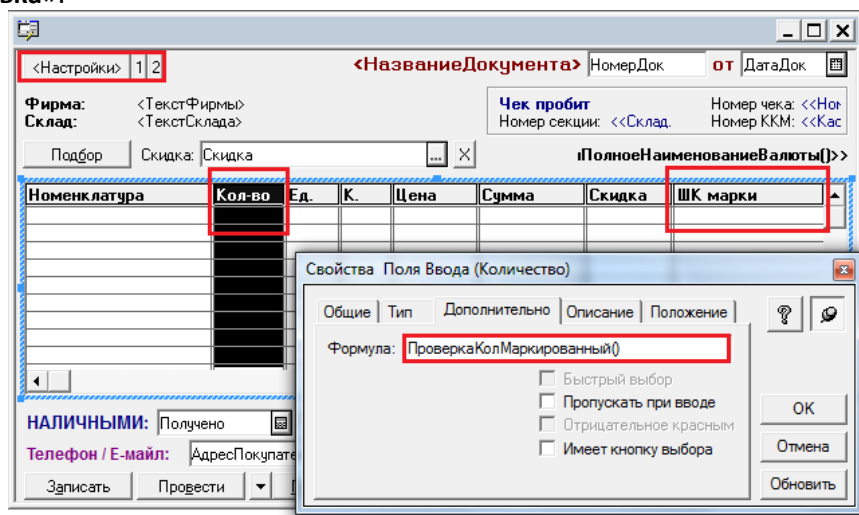 вка».
<Настройки> 1 2 <НазваниеДокумента> НомерДок от ДатаДок
Фирма: <ТекстФирмы> Чек пробит Номер чека: <<Ном
Склад: <ТекстСклада> Номер секции: <<Склад. Номер ККМ: <<Кас
Подбор Скидка: Скидка ... X ıПолноеНаименованиеВалюты()>>
Номенклатура Кол-во Ед. К. Цена Сумма Скидка ШК марки
Свойства Поля Ввода (Количество)
Общие Тип Дополнительно Описание Положение
Формула: ПроверкаКолМаркированный()
Быстрый выбор
Пропускать при вводе
Отрицательное красным
Имеет кнопку выбора
ОК
Отмена
Обновить
НАЛИЧНЫМИ: Получено
Телефон / Е-майл: АдресПокупате
Записать Провести